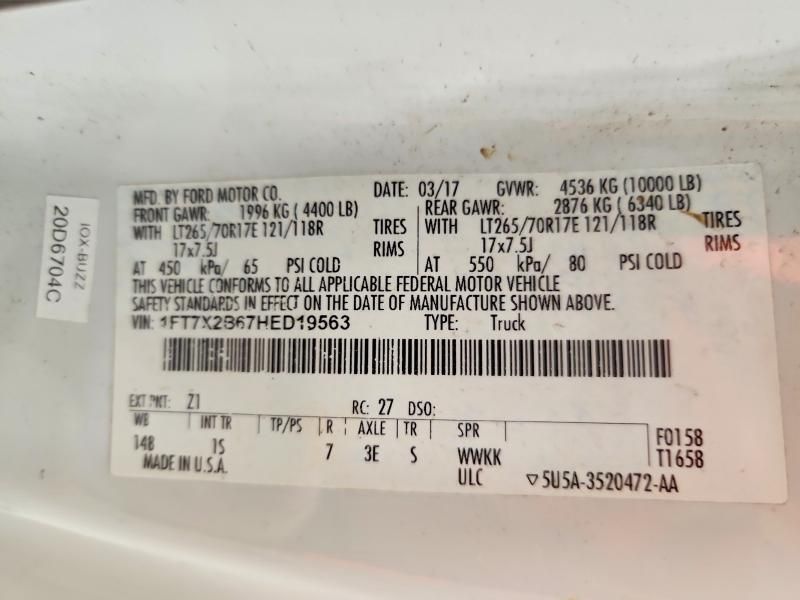 MFD. BY FORD MOTOR CO. DATE: 03/17 GVWR: 4536 KG (10000 LB)
FRONT GAWR: 1996 KG ( 4400 LB) REAR GAWR: 2876 KG ( 6340 LB)
WITH LT265/70R17E 121/118R TIRES WITH LT265/70R17E 121/118R TIRES
17x7.5J RIMS 17x7.5J RIMS
AT 450 kPa/ 65 PSI COLD AT 550 kPa/ 80 PSI COLD
THIS VEHICLE CONFORMS TO ALL APPLICABLE FEDERAL MOTOR VEHICLE
SAFETY STANDARDS IN EFFECT ON THE DATE OF MANUFACTURE SHOWN ABOVE.
VIN: 1FT7X2B67HED19563 TYPE: Truck
EXT PNT: Z1 RC: 27 DSO:
WB INT TR TP/PS R AXLE TR SPR F0158
148 1S 7 3E S WWKK T1658
MADE IN U.S.A. ULC ▽5U5A-3520472-AA
IOX-BUZZ
20D6704C